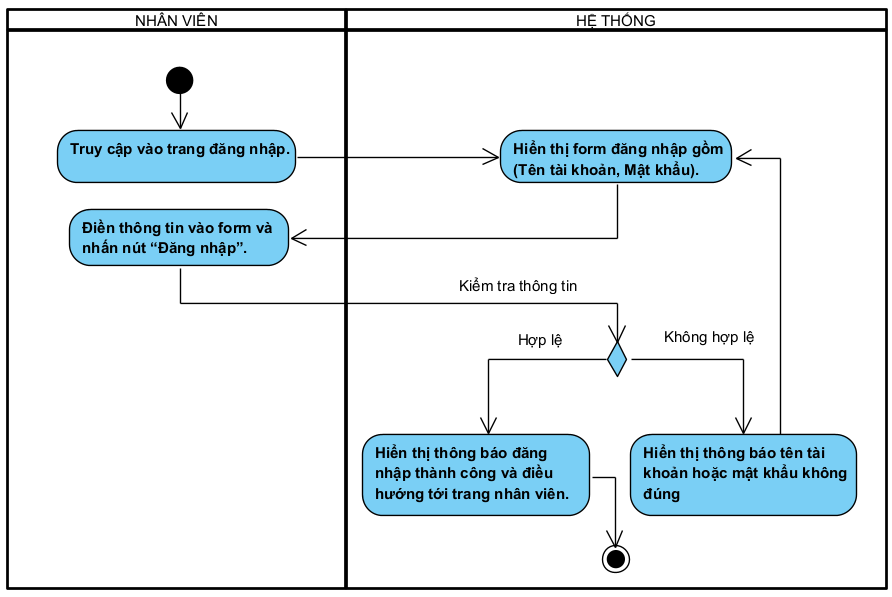 NHÂN VIÊN
HỆ THỐNG
Truy cập vào trang đăng nhập.
Hiển thị form đăng nhập gồm
(Tên tài khoản, Mật khẩu).
Điền thông tin vào form và
nhấn nút “Đăng nhập”.
Kiểm tra thông tin
Hợp lệ
Không hợp lệ
Hiển thị thông báo đăng
nhập thành công và điều
hướng tới trang nhân viên.
Hiển thị thông báo tên tài
khoản hoặc mật khẩu không
đúng